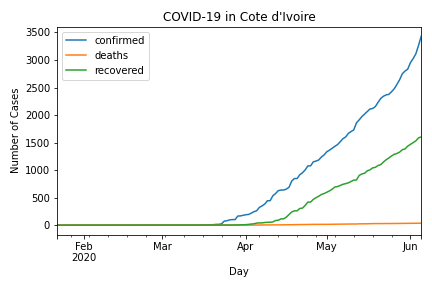 COVID-19 in Cote d'Ivoire
confirmed
deaths
recovered
Number of Cases
3500
3000
2500
2000
1500
1000
500
0
Feb
2020
Mar
Apr
May
Jun
Day